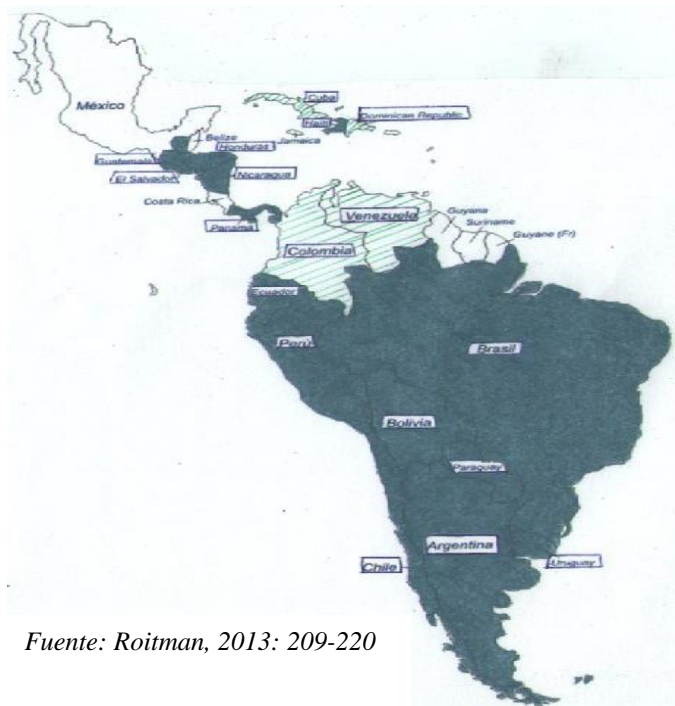 México
Cuba
Haiti
Dominican Republic
Jamaica
Belize
Honduras
Guatemala
El Salvador
Nicaragua
Costa Rica
Panama
Venezuela
Guyana
Suriname
Guyane (Fr)
Colombia
Ecuador
Perú
Brasil
Bolivia
Paraguay
Argentina
Chile
Uruguay
Fuente: Roitman, 2013: 209-220